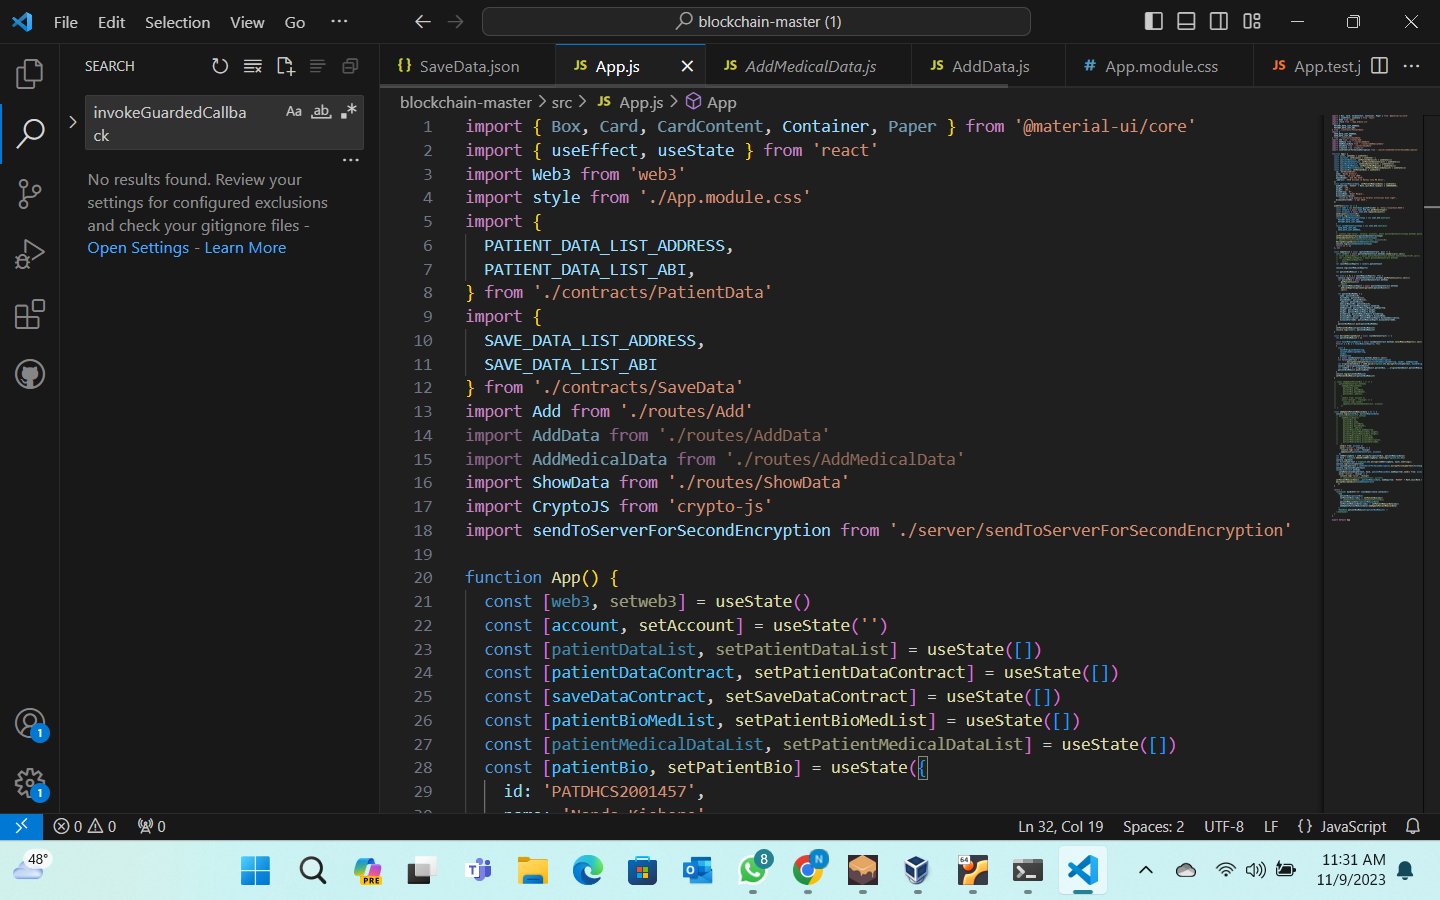 File Edit Selection View Go ··· blockchain-master (1)
SEARCH
invokeGuardedCallba
ck
Aa ab
No results found. Review your
settings for configured exclusions
and check your gitignore files -
Open Settings - Learn More
SaveData.json
JS App.js
JS AddMedicalData.js
JS AddData.js
# App.module.css
JS App.test.j
blockchain-master > src > JS App.js > App
1 import { Box, Card, CardContent, Container, Paper } from '@material-ui/core'
2 import { useEffect, useState } from 'react'
3 import Web3 from 'web3'
4 import style from './App.module.css'
5 import {
6 PATIENT_DATA_LIST_ADDRESS,
7 PATIENT_DATA_LIST_ABI,
8 } from './contracts/PatientData'
9 import {
10 SAVE_DATA_LIST_ADDRESS,
11 SAVE_DATA_LIST_ABI
12 } from './contracts/SaveData'
13 import Add from './routes/Add'
14 import AddData from './routes/AddData'
15 import AddMedicalData from './routes/AddMedicalData'
16 import ShowData from './routes/ShowData'
17 import CryptoJS from 'crypto-js'
18 import sendToServerForSecondEncryption from './server/sendToServerForSecondEncryption'
19
20 function App() {
21 const [web3, setweb3] = useState()
22 const [account, setAccount] = useState('')
23 const [patientDataList, setPatientDataList] = useState([])
24 const [patientDataContract, setPatientDataContract] = useState([])
25 const [saveDataContract, setSaveDataContract] = useState([])
26 const [patientBioMedList, setPatientBioMedList] = useState([])
27 const [patientMedicalDataList, setPatientMedicalDataList] = useState([])
28 const [patientBio, setPatientBio] = useState({
29 id: 'PATDHCS2001457',
1
1
0 0 0
Ln 32, Col 19 Spaces: 2 UTF-8 LF {} JavaScript
48°
PRE
8
N
64
11:31 AM
11/9/2023